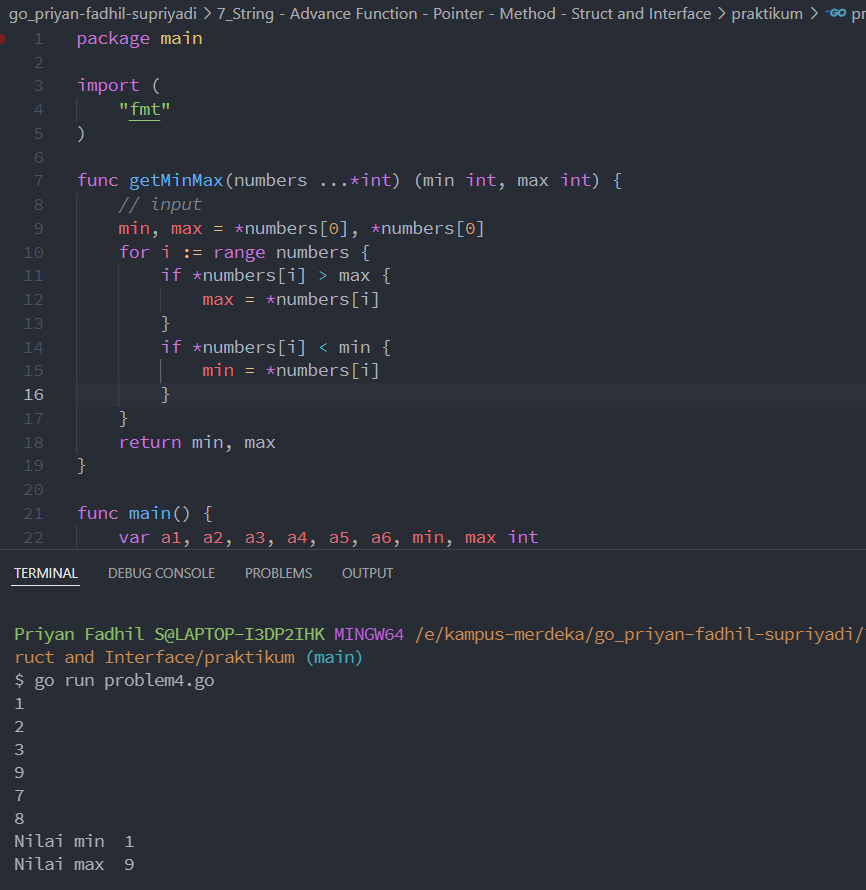 go_priyan-fadhil-supriyadi > 7_String - Advance Function - Pointer - Method - Struct and Interface > praktikum > GO pr
1 package main
2
3 import (
4     "fmt"
5 )
6
7 func getMinMax(numbers ...*int) (min int, max int) {
8     // input
9     min, max = *numbers[0], *numbers[0]
10     for i := range numbers {
11         if *numbers[i] > max {
12             max = *numbers[i]
13         }
14         if *numbers[i] < min {
15             min = *numbers[i]
16         }
17     }
18     return min, max
19 }
20
21 func main() {
22     var a1, a2, a3, a4, a5, a6, min, max int
TERMINAL DEBUG CONSOLE PROBLEMS OUTPUT
Priyan Fadhil S@LAPTOP-I3DP2IHK MINGW64 /e/kampus-merdeka/go_priyan-fadhil-supriyadi/
ruct and Interface/praktikum (main)
$ go run problem4.go
1
2
3
9
7
8
Nilai min  1
Nilai max  9